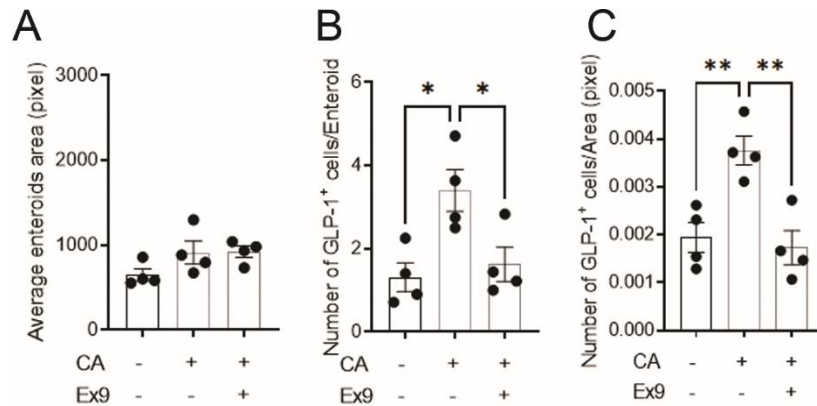 A
Average enteroids area (pixel)
3000
2000
1000
0
CA - + +
Ex9 - - +
B
Number of GLP-1+ cells/Enteroid
6
4
2
0
* *
CA - + +
Ex9 - - +
C
Number of GLP-1+ cells/Area (pixel)
0.005
0.004
0.003
0.002
0.001
0.000
** **
CA - + +
Ex9 - - +